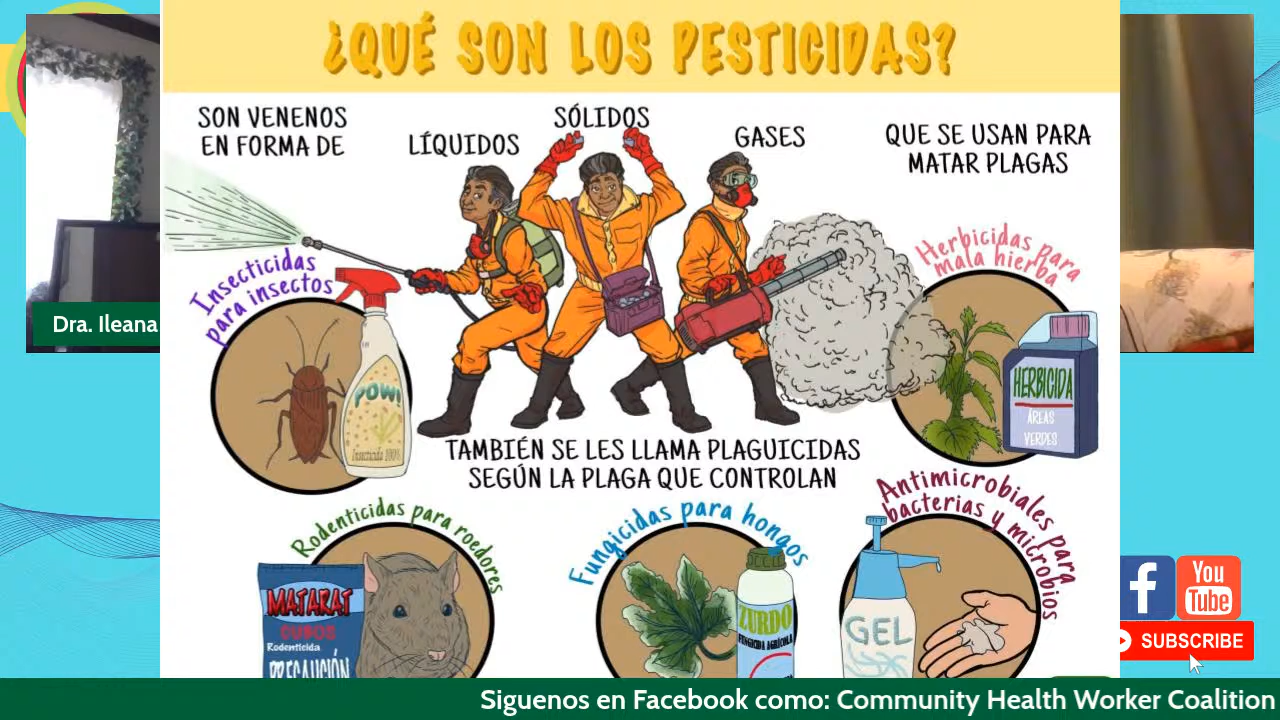 ¿QUÉ SON LOS PESTICIDAS?
SON VENENOS
EN FORMA DE
LÍQUIDOS
SÓLIDOS
GASES
QUE SE USAN PARA
MATAR PLAGAS
Insecticidas
para insectos
POW!
Insecticida 100%
Herbicidas para
mala hierba
HERBICIDA
ÁREAS
VERDES
Dra. Ileana
TAMBIÉN SE LES LLAMA PLAGUICIDAS
SEGÚN LA PLAGA QUE CONTROLAN
Rodenticidas para roedores
MATARAT
CUBOS
Rodenticida
PRECAUCIÓN
Fungicidas para hongos
ZURDO
FUNGICIDA AGRÍCOLA
Antimicrobiales para
bacterias y microbios
GEL
f
You
Tube
SUBSCRIBE
Siguenos en Facebook como: Community Health Worker Coalition